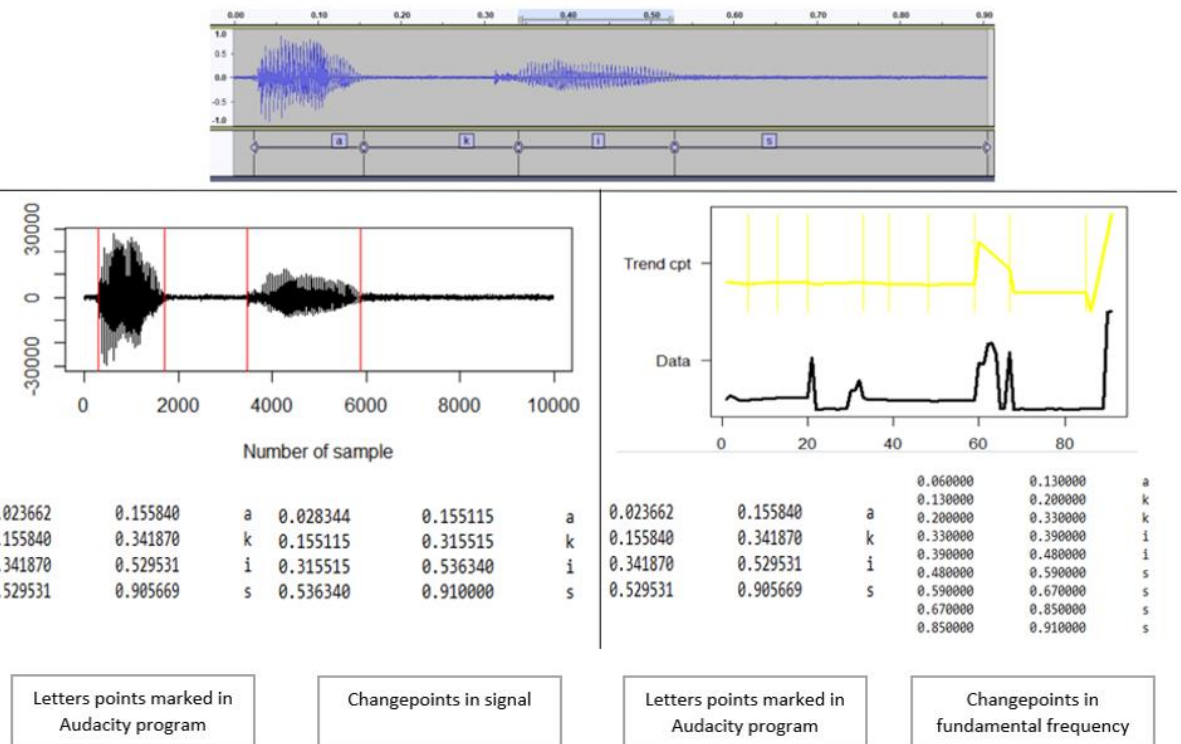 0.00 0.10 0.20 0.30 0.40 0.50 0.60 0.70 0.80 0.90
1.0
0.5
0.0
-0.5
-1.0
a k i s
30000
0
-30000
0 2000 4000 6000 8000 10000
Number of sample
Trend cpt
Data
0 20 40 60 80
.023662 0.155840 a 0.028344 0.155115 a
.155840 0.341870 k 0.155115 0.315515 k
.341870 0.529531 i 0.315515 0.536340 i
.529531 0.905669 s 0.536340 0.910000 s
0.023662 0.155840 a
0.155840 0.341870 k
0.341870 0.529531 i
0.529531 0.905669 s
0.060000 0.130000 a
0.130000 0.200000 k
0.200000 0.330000 k
0.330000 0.390000 i
0.390000 0.480000 i
0.480000 0.590000 s
0.590000 0.670000 s
0.670000 0.850000 s
0.850000 0.910000 s
Letters points marked in
Audacity program
Changepoints in signal
Letters points marked in
Audacity program
Changepoints in
fundamental frequency